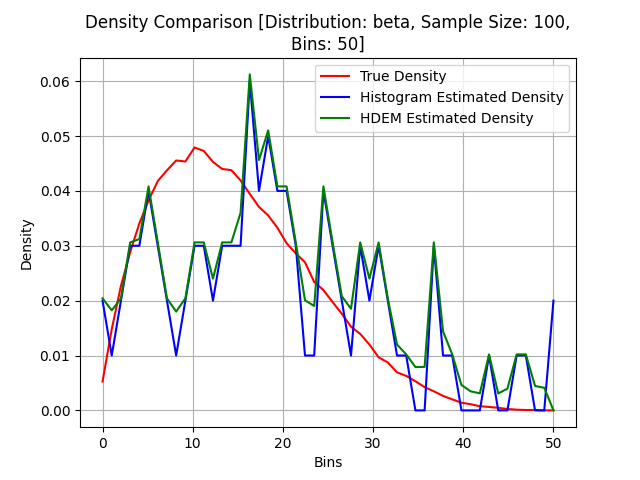 Density Comparison [Distribution: beta, Sample Size: 100,
Bins: 50]
True Density
Histogram Estimated Density
HDEM Estimated Density
Density
0.06
0.05
0.04
0.03
0.02
0.01
0.00
0 10 20 30 40 50
Bins